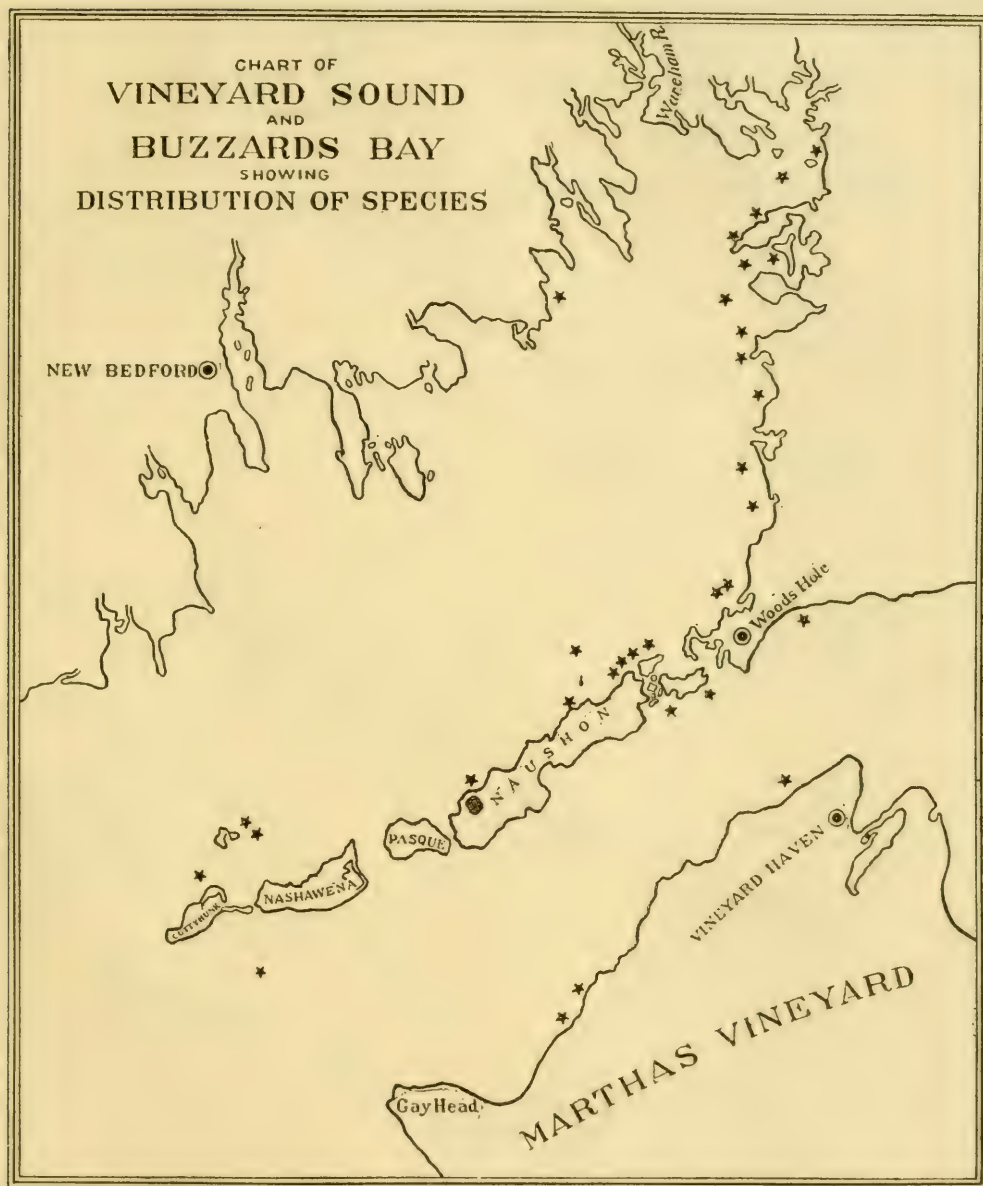 CHART OF
VINEYARD SOUND
AND
BUZZARDS BAY
SHOWING
DISTRIBUTION OF SPECIES
Wareham R.
NEW BEDFORD
Woods Hole
NAUSHON
PASQUE
NASHAWENA
CUTTYHUNK
VINEYARD HAVEN
MARTHAS VINEYARD
Gay Head